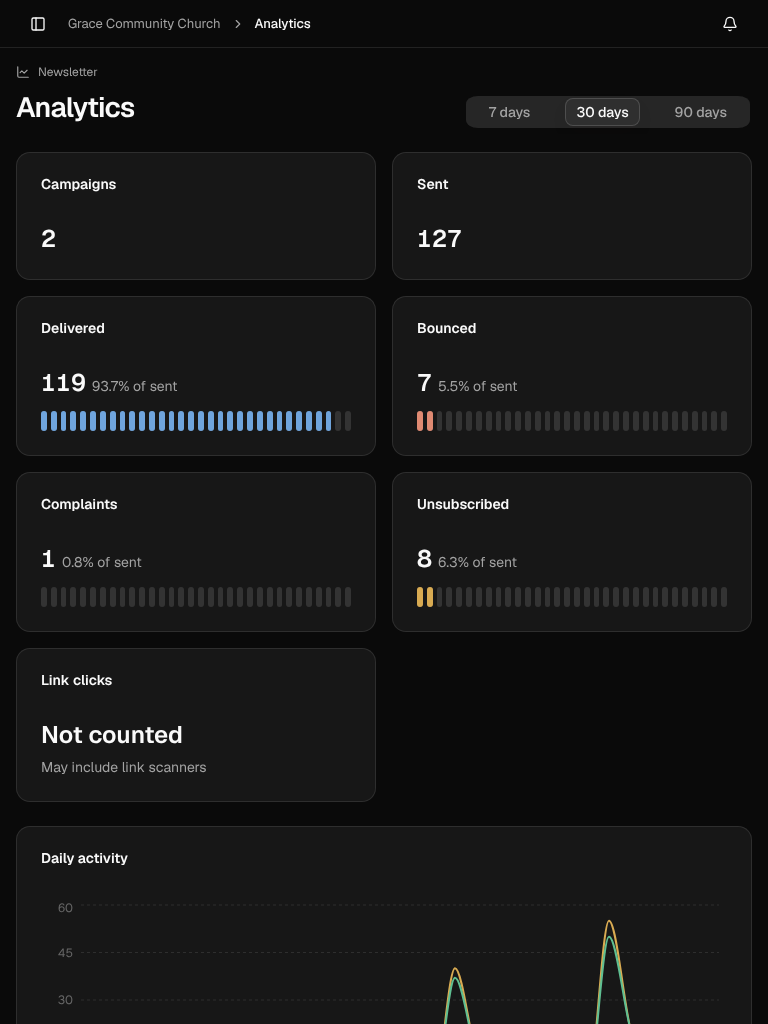 Grace Community Church > Analytics
Newsletter
Analytics
7 days 30 days 90 days
Campaigns
2
Sent
127
Delivered
119 93.7% of sent
Bounced
7 5.5% of sent
Complaints
1 0.8% of sent
Unsubscribed
8 6.3% of sent
Link clicks
Not counted
May include link scanners
Daily activity
60
45
30